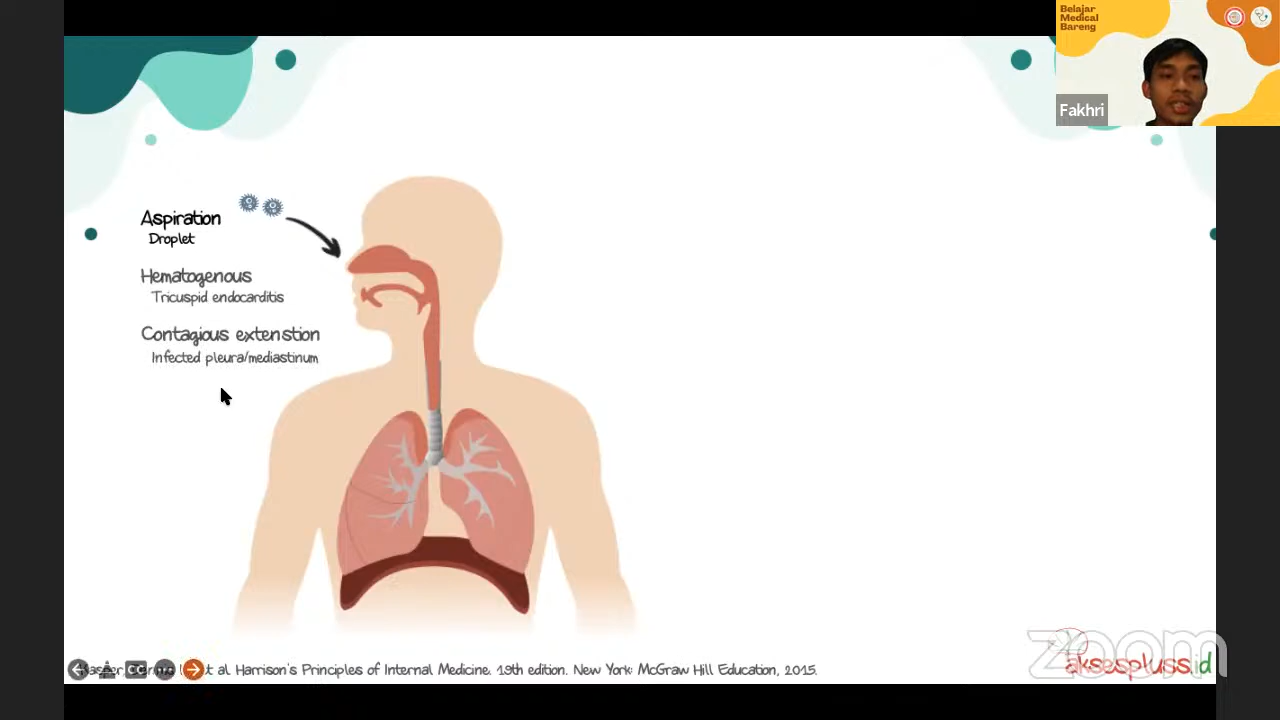 Belajar
Medical
Bareng
Fakhri
Aspiration
Droplet
Hematogenous
Tricuspid endocarditis
Contagious extenstion
Infected pleura/mediastinum
t al. Harrison's Principles of Internal Medicine. 19th edition. New York: McGraw Hill Education, 2015.
zoom
aksespluss.id